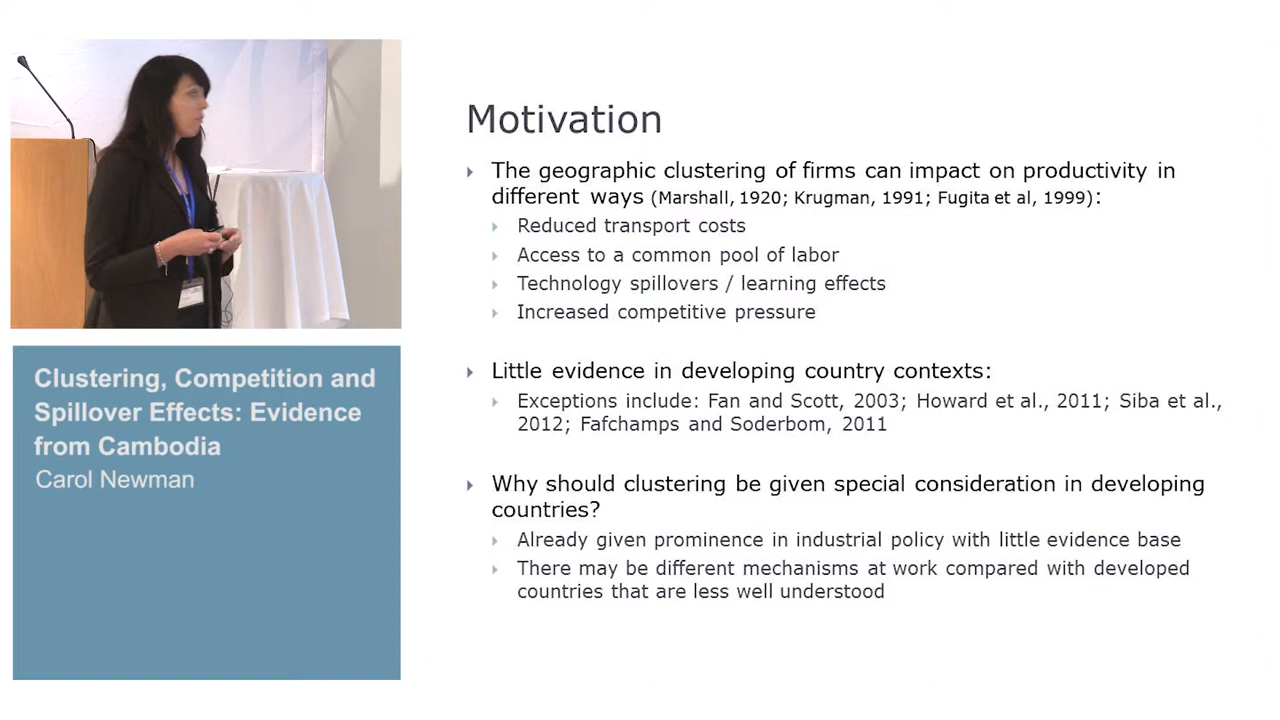 Motivation
The geographic clustering of firms can impact on productivity in
different ways (Marshall, 1920; Krugman, 1991; Fugita et al, 1999):
Reduced transport costs
Access to a common pool of labor
Technology spillovers / learning effects
Increased competitive pressure
Little evidence in developing country contexts:
Exceptions include: Fan and Scott, 2003; Howard et al., 2011; Siba et al.,
2012; Fafchamps and Soderbom, 2011
Why should clustering be given special consideration in developing
countries?
Already given prominence in industrial policy with little evidence base
There may be different mechanisms at work compared with developed
countries that are less well understood
Clustering, Competition and
Spillover Effects: Evidence
from Cambodia
Carol Newman